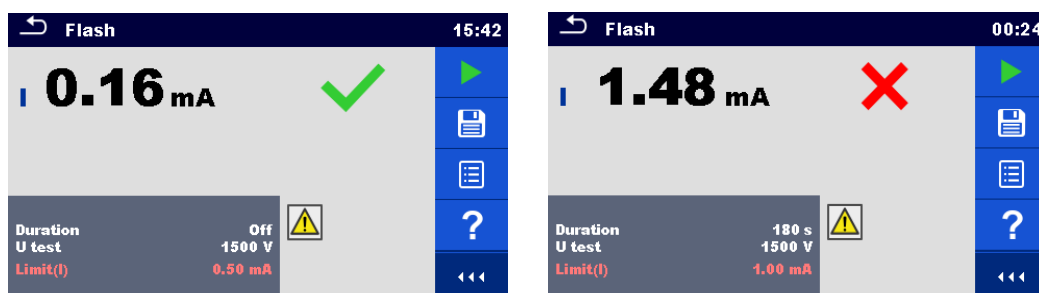 Flash 15:42
I 0.16 mA
Duration Off
U test 1500 V
Limit(I) 0.50 mA
?
Flash 00:24
I 1.48 mA
Duration 180 s
U test 1500 V
Limit(I) 1.00 mA
?